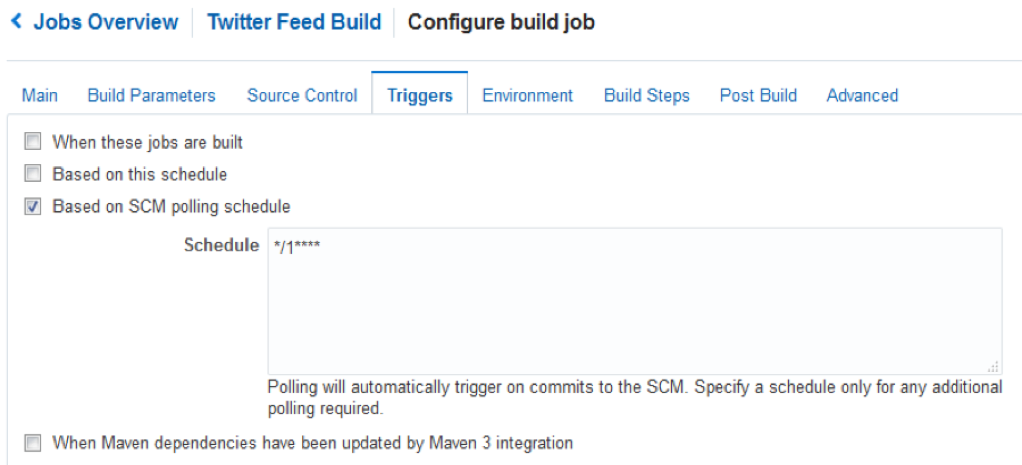 Jobs Overview Twitter Feed Build Configure build job
Main Build Parameters Source Control Triggers Environment Build Steps Post Build Advanced
When these jobs are built
Based on this schedule
Based on SCM polling schedule
Schedule */1****
Polling will automatically trigger on commits to the SCM. Specify a schedule only for any additional
polling required.
When Maven dependencies have been updated by Maven 3 integration